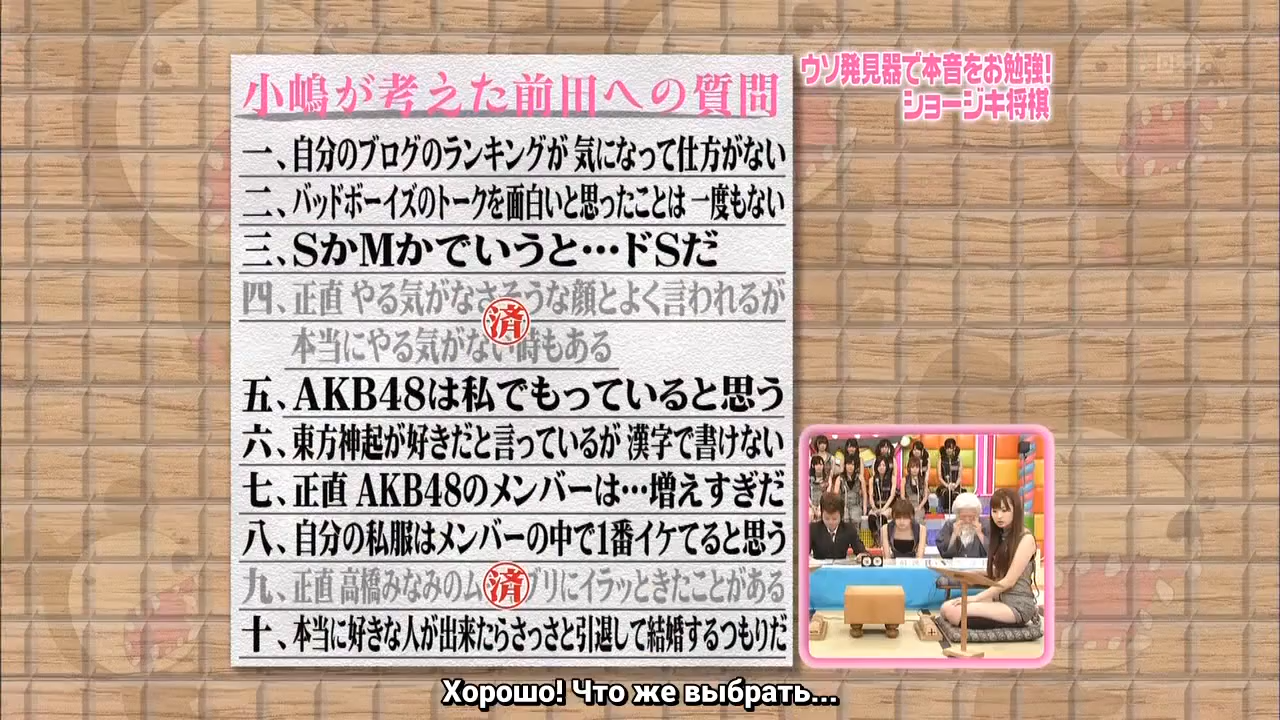 小嶋が考えた前田への質問
一、自分のブログのランキングが 気になって仕方がない
二、バッドボーイズのトークを面白いと思ったことは 一度もない
三、SかMかでいうと…ドSだ
四、正直 やる気がなさそうな顔とよく言われるが
本当にやる気がない時もある
済
五、AKB48は私でもっていると思う
六、東方神起が好きだと言っているが 漢字で書けない
七、正直 AKB48のメンバーは…増えすぎだ
八、自分の私服はメンバーの中で1番イケてると思う
九、正直 高橋みなみのム ブリにイラッときたことがある
済
十、本当に好きな人が出来たらさっさと引退して結婚するつもりだ
ウソ発見器で本音をお勉強!
ショージキ将棋
Хорошо! Что же выбрать...